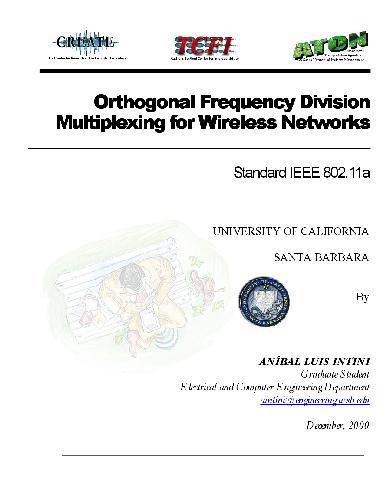 CREATE
TCFI
ATON
Orthogonal Frequency Division
Multiplexing for Wireless Networks
Standard IEEE 802.11a
UNIVERSITY OF CALIFORNIA
SANTA BARBARA
By
ANÍBAL LUIS INTINI
Graduate Student
Electrical and Computer Engineering Department
December, 2000